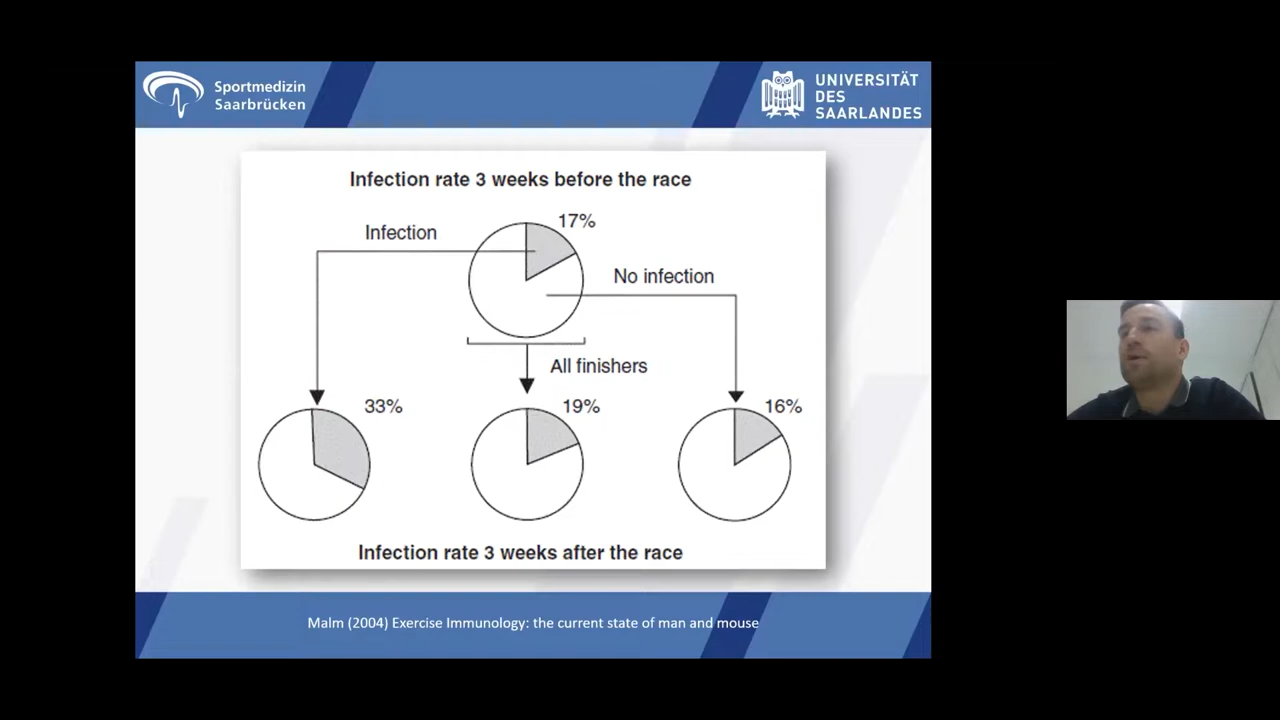 Sportmedizin
Saarbrücken
UNIVERSITÄT
DES
SAARLANDES
Infection rate 3 weeks before the race
17%
Infection
No infection
All finishers
33%
19%
16%
Infection rate 3 weeks after the race
Malm (2004) Exercise Immunology: the current state of man and mouse